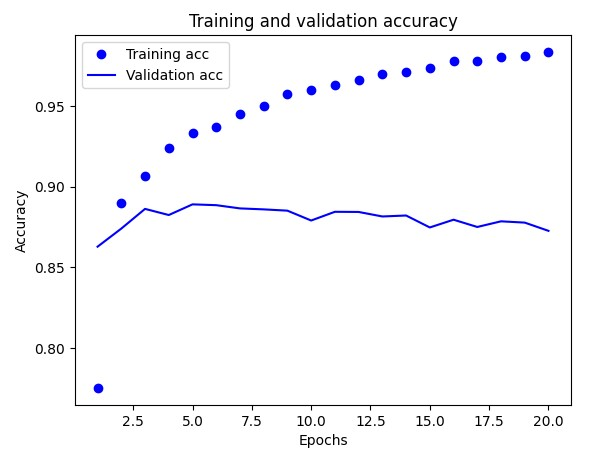 Training and validation accuracy
Training acc
Validation acc
0.95
0.90
0.85
0.80
Accuracy
2.5 5.0 7.5 10.0 12.5 15.0 17.5 20.0
Epochs